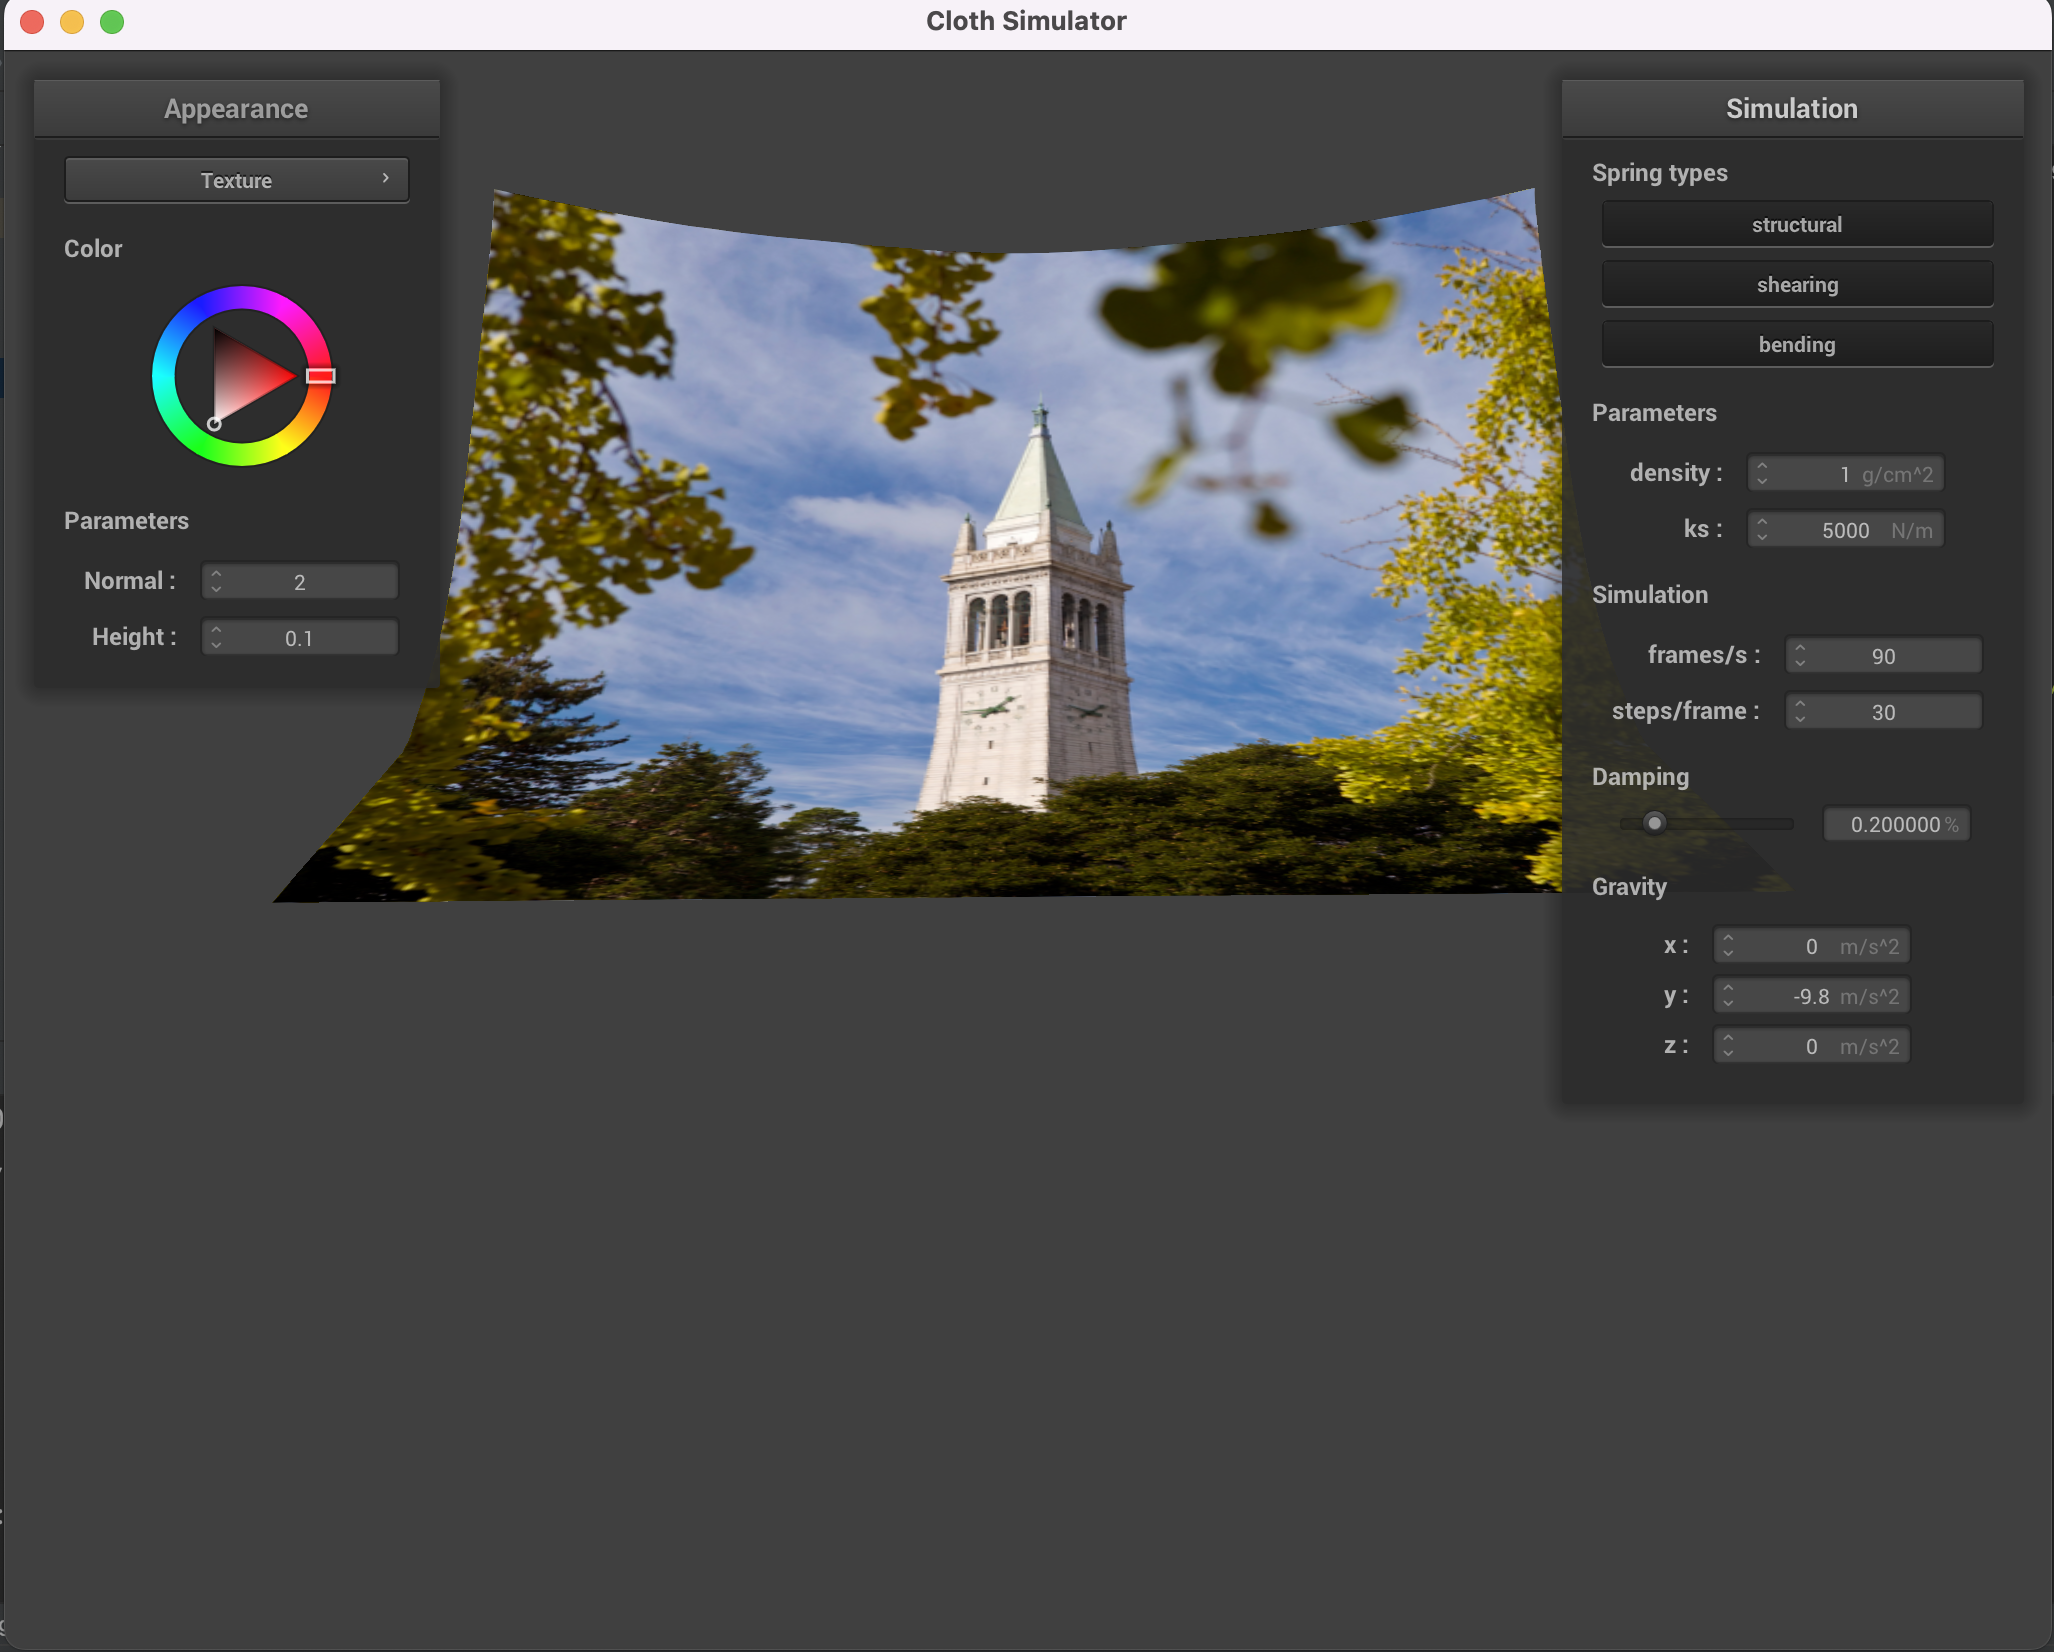 Cloth Simulator
Appearance
Texture
Color
Parameters
Normal : 2
Height : 0.1
Simulation
Spring types
structural
shearing
bending
Parameters
density : 1 g/cm^2
ks : 5000 N/m
Simulation
frames/s : 90
steps/frame : 30
Damping
0.200000 %
Gravity
x : 0 m/s^2
y : -9.8 m/s^2
z : 0 m/s^2